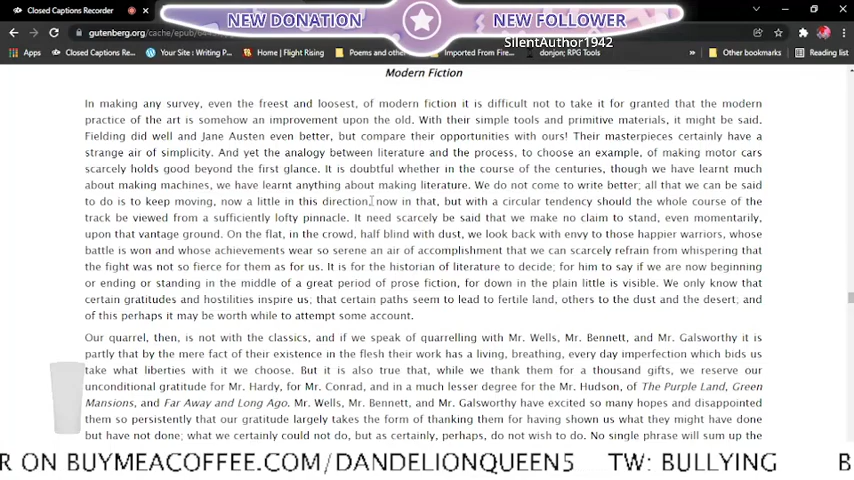 Closed Captions Recorder
NEW DONATION
NEW FOLLOWER
SilentAuthor1942
gutenberg.org/cache/epub/64
Apps
Closed Captions Rec...
Your Site : Writing P...
Home | Flight Rising
Poems and other
Imported From Fire...
donjon; RPG Tools
»
Other bookmarks
Reading list
Modern Fiction
In making any survey, even the freest and loosest, of modern fiction it is difficult not to take it for granted that the modern
practice of the art is somehow an improvement upon the old. With their simple tools and primitive materials, it might be said.
Fielding did well and Jane Austen even better, but compare their opportunities with ours! Their masterpieces certainly have a
strange air of simplicity. And yet the analogy between literature and the process, to choose an example, of making motor cars
scarcely holds good beyond the first glance. It is doubtful whether in the course of the centuries, though we have learnt much
about making machines, we have learnt anything about making literature. We do not come to write better; all that we can be said
to do is to keep moving, now a little in this direction, now in that, but with a circular tendency should the whole course of the
track be viewed from a sufficiently lofty pinnacle. It need scarcely be said that we make no claim to stand, even momentarily,
upon that vantage ground. On the flat, in the crowd, half blind with dust, we look back with envy to those happier warriors, whose
battle is won and whose achievements wear so serene an air of accomplishment that we can scarcely refrain from whispering that
the fight was not so fierce for them as for us. It is for the historian of literature to decide; for him to say if we are now beginning
or ending or standing in the middle of a great period of prose fiction, for down in the plain little is visible. We only know that
certain gratitudes and hostilities inspire us; that certain paths seem to lead to fertile land, others to the dust and the desert; and
of this perhaps it may be worth while to attempt some account.
Our quarrel, then, is not with the classics, and if we speak of quarrelling with Mr. Wells, Mr. Bennett, and Mr. Galsworthy it is
partly that by the mere fact of their existence in the flesh their work has a living, breathing, every day imperfection which bids us
take what liberties with it we choose. But it is also true that, while we thank them for a thousand gifts, we reserve our
unconditional gratitude for Mr. Hardy, for Mr. Conrad, and in a much lesser degree for the Mr. Hudson, of The Purple Land, Green
Mansions, and Far Away and Long Ago. Mr. Wells, Mr. Bennett, and Mr. Galsworthy have excited so many hopes and disappointed
them so persistently that our gratitude largely takes the form of thanking them for having shown us what they might have done
but have not done; what we certainly could not do, but as certainly, perhaps, do not wish to do. No single phrase will sum up the
R ON BUYMEACOFFEE.COM/DANDELIONQUEEN5 TW: BULLYING B